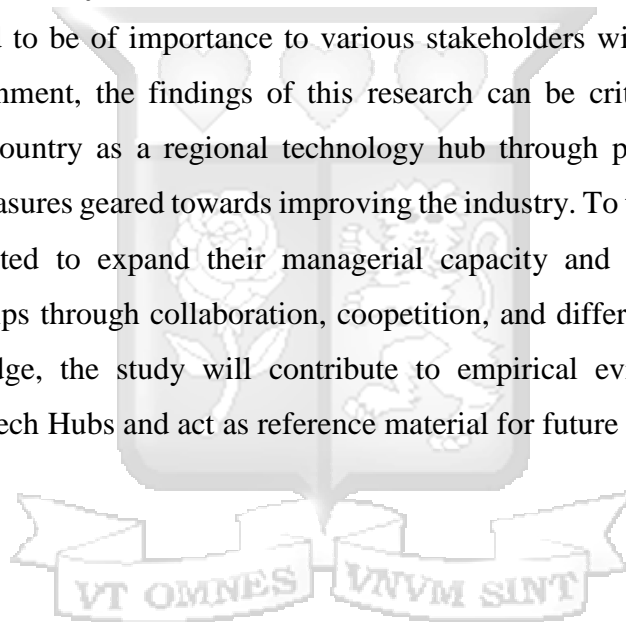 d to be of importance to various stakeholders wi
nment, the findings of this research can be crit
ountry as a regional technology hub through p
asures geared towards improving the industry. To
ted to expand their managerial capacity and
ps through collaboration, coopetition, and differ
dge, the study will contribute to empirical evi
ech Hubs and act as reference material for future
VT OMNES VNVM SINT